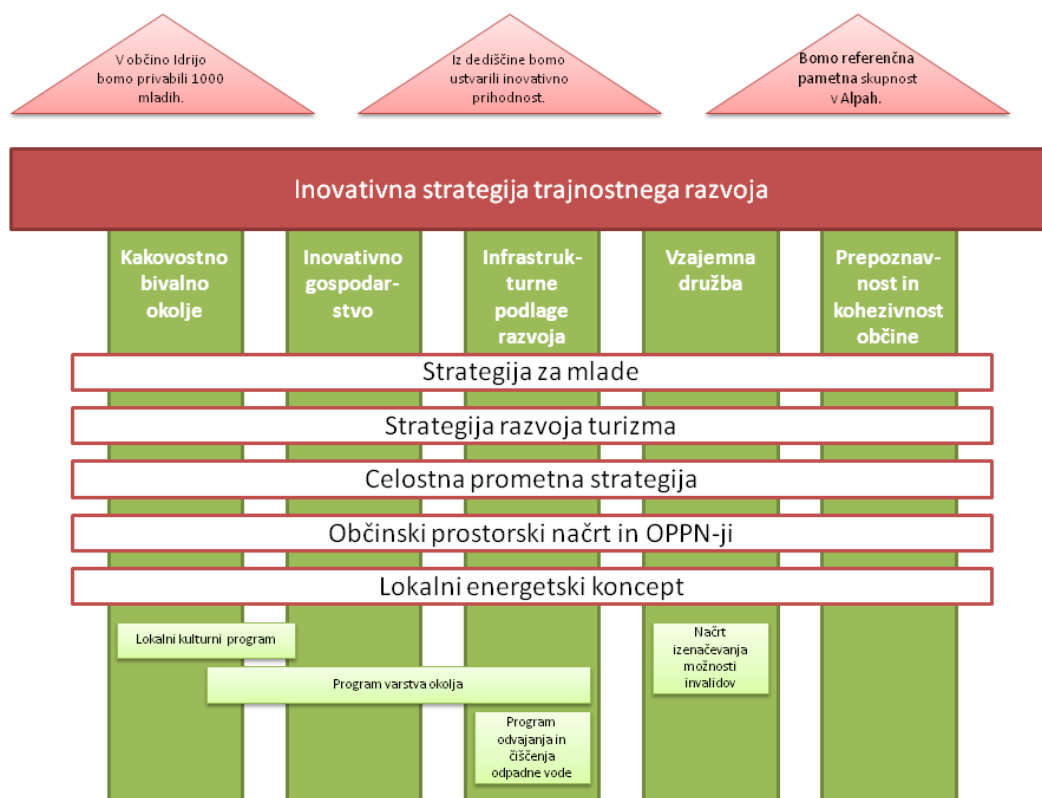 V občino Idrijo
bomo privabili 1000
mladih.
Iz dediščine bomo
ustvarili inovativno
prihodnost.
Bomo referenčna
pametna skupnost
v Alpah.
Inovativna strategija trajnostnega razvoja
Kakovostno
bivalno
okolje
Inovativno
gospodar-
stvo
Infrastruk-
turne
podlage
razvoja
Vzajemna
družba
Prepoznav-
nost in
kohezivnost
občine
Strategija za mlade
Strategija razvoja turizma
Celostna prometna strategija
Občinski prostorski načrt in OPPN-ji
Lokalni energetski koncept
Lokalni kulturni program
Načrt
izenačevanja
možnosti
invalidov
Program varstva okolja
Program
odvajanja in
čiščenja
odpadne vode